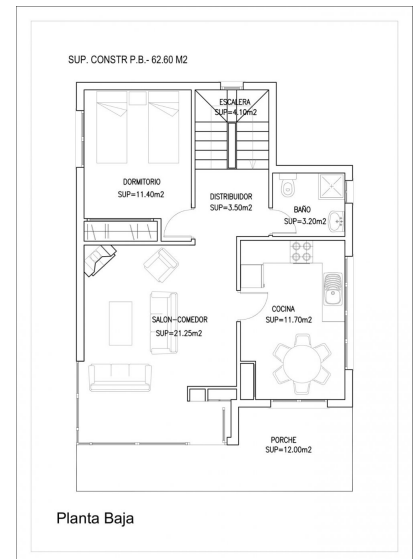 SUP. CONSTR P.B.- 62.60 M2
ESCALERA
SUP=4.10m2
DORMITORIO
SUP=11.40m2
DISTRIBUIDOR
SUP=3.50m2
BAÑO
SUP=3.20m2
SALON-COMEDOR
SUP=21.25m2
COCINA
SUP=11.70m2
PORCHE
SUP=12.00m2
Planta Baja